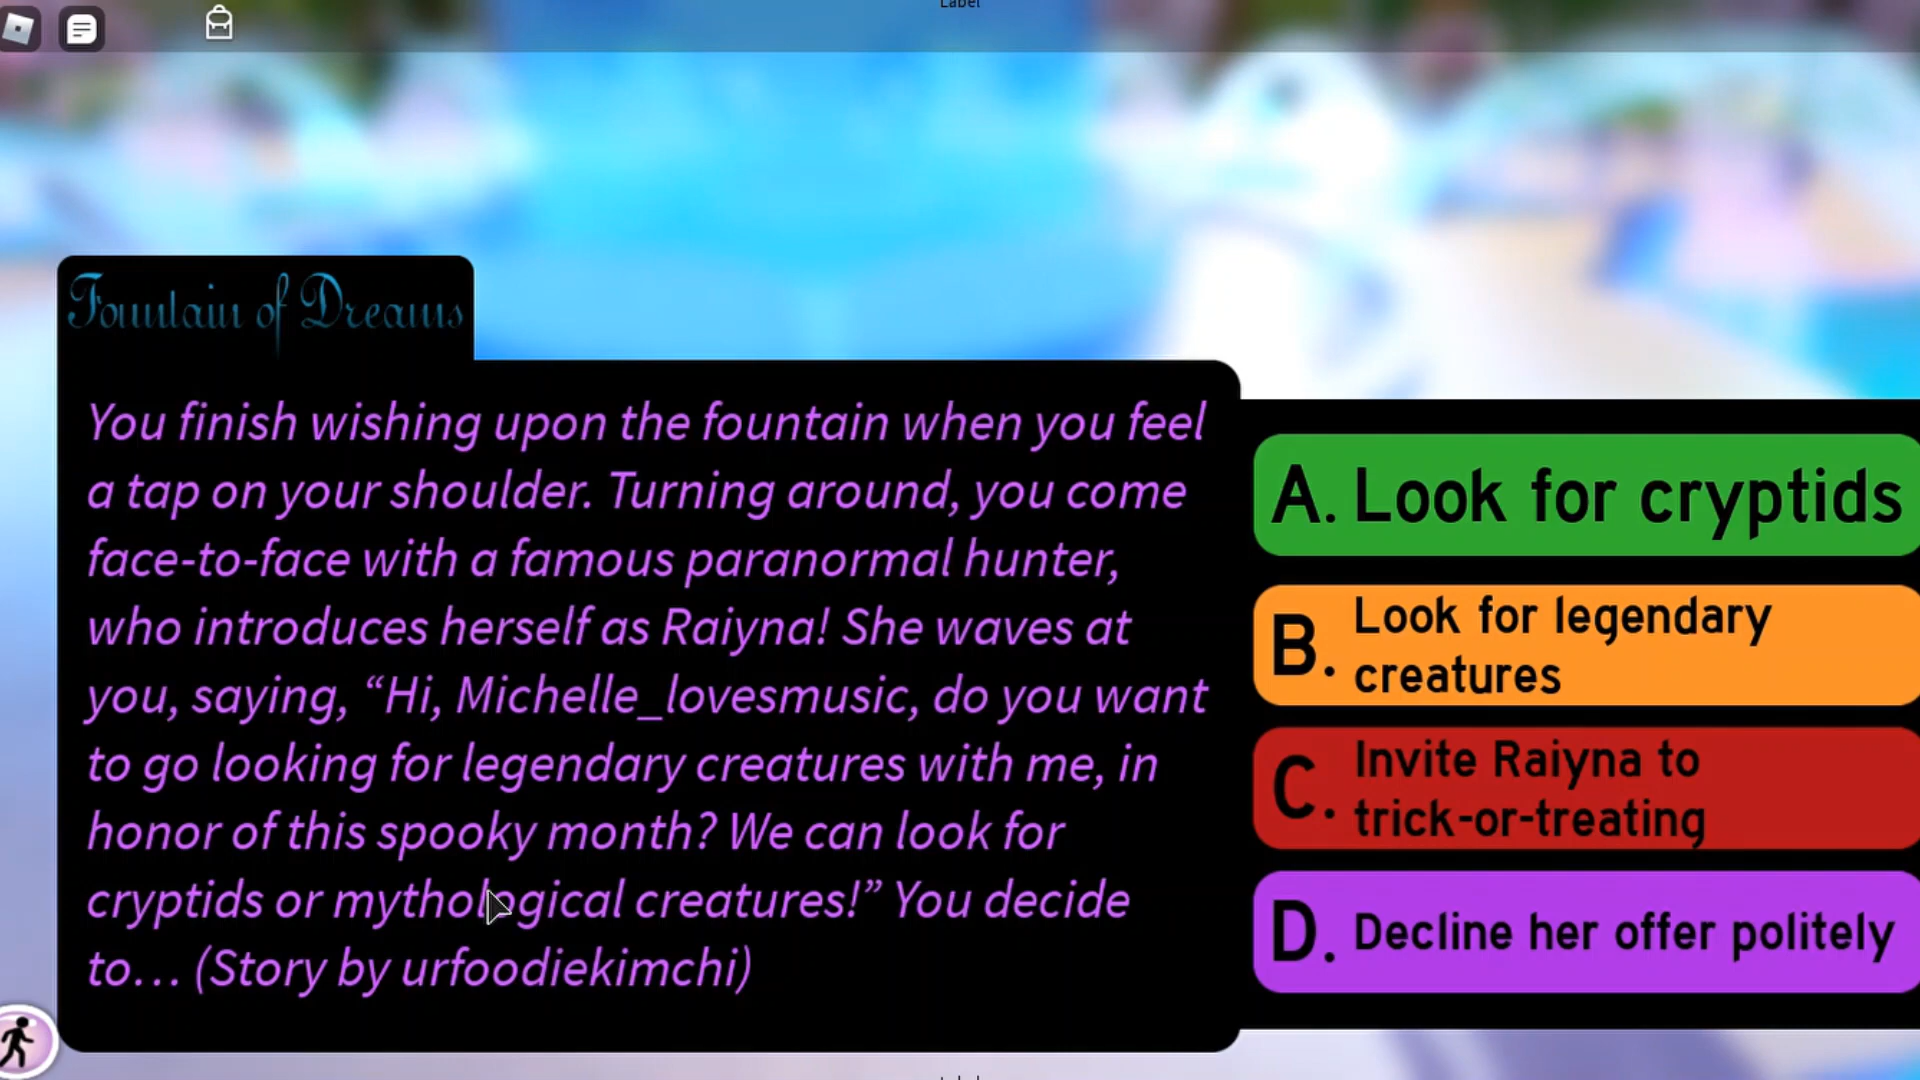 Label
Fountain of Dreams
You finish wishing upon the fountain when you feel
a tap on your shoulder. Turning around, you come
face-to-face with a famous paranormal hunter,
who introduces herself as Raiyna! She waves at
you, saying, “Hi, Michelle_lovesmusic, do you want
to go looking for legendary creatures with me, in
honor of this spooky month? We can look for
cryptids or mythological creatures!” You decide
to… (Story by urfoodiekimchi)
A. Look for cryptids
B. Look for legendary
creatures
C. Invite Raiyna to
trick-or-treating
D. Decline her offer politely